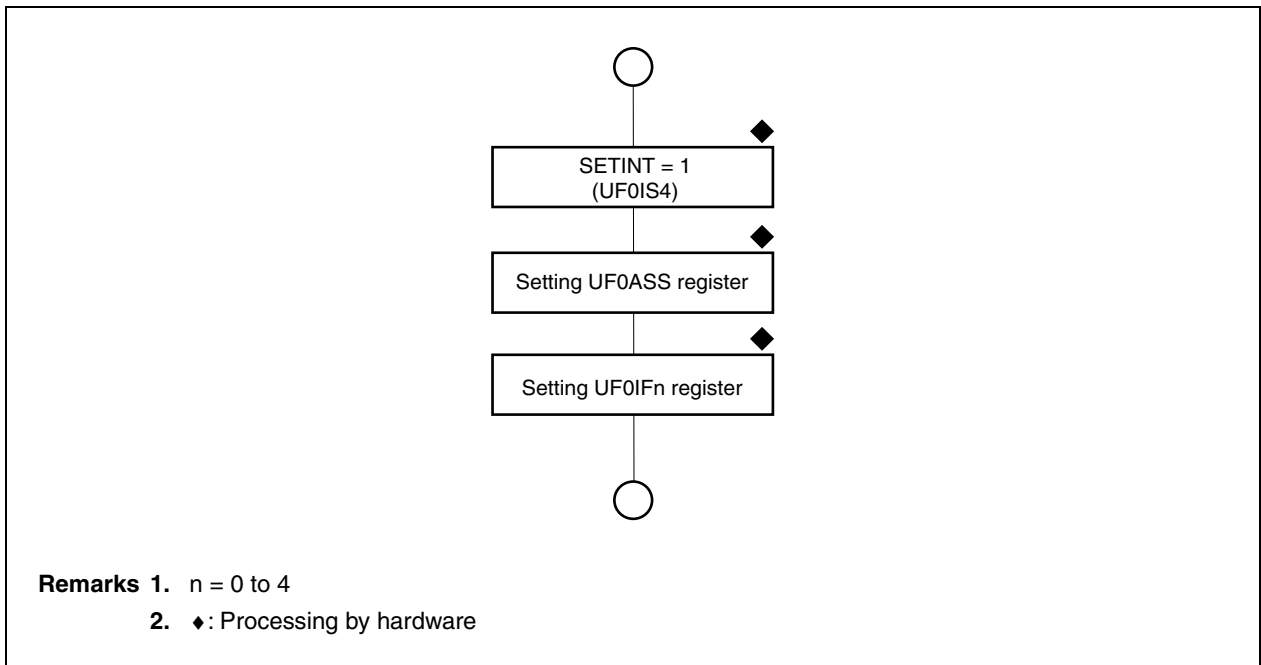 SETINT = 1
(UF0IS4)
Setting UF0ASS register
Setting UF0IFn register
Remarks 1. n = 0 to 4
2. ♦: Processing by hardware